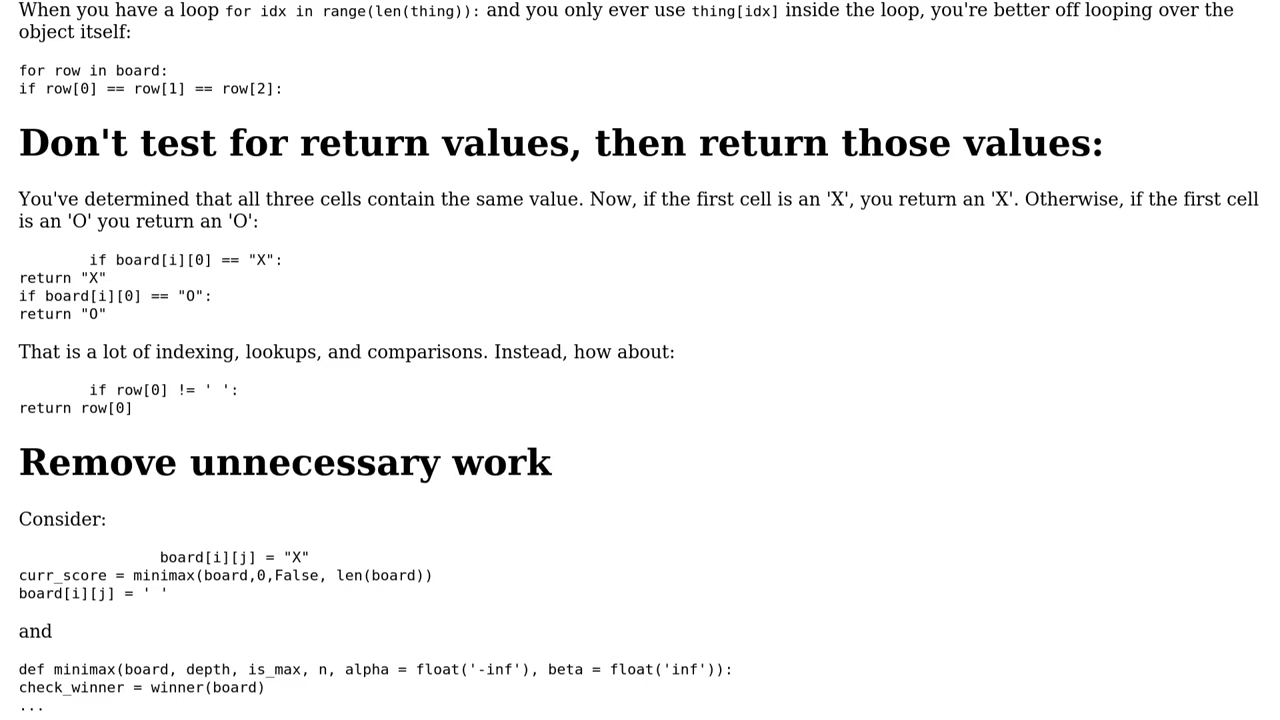 When you have a loop for idx in range(len(thing)): and you only ever use thing[idx] inside the loop, you're better off looping over the
object itself:
for row in board:
if row[0] == row[1] == row[2]:
Don't test for return values, then return those values:
You've determined that all three cells contain the same value. Now, if the first cell is an 'X', you return an 'X'. Otherwise, if the first cell
is an 'O' you return an 'O':
if board[i][0] == "X":
return "X"
if board[i][0] == "O":
return "O"
That is a lot of indexing, lookups, and comparisons. Instead, how about:
if row[0] != ' ':
return row[0]
Remove unnecessary work
Consider:
board[i][j] = "X"
curr_score = minimax(board,0,False, len(board))
board[i][j] = ' '
and
def minimax(board, depth, is_max, n, alpha = float('-inf'), beta = float('inf')):
check_winner = winner(board)
...